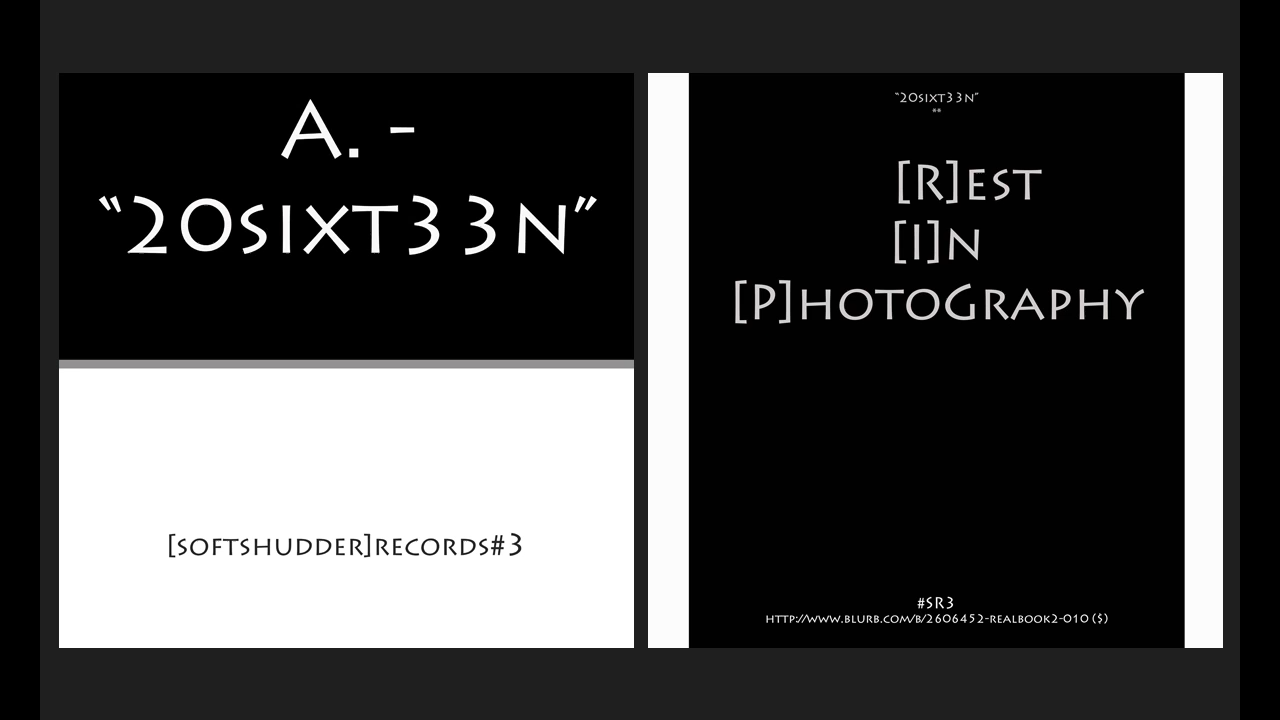 A. -
“20sixt33n”
[softshudder]records#3
“20sixt33n”
**
[R]est
[I]n
[P]hotoGraphy
#SR3
http://www.blurb.com/b/2606452-realbook2-010 ($)